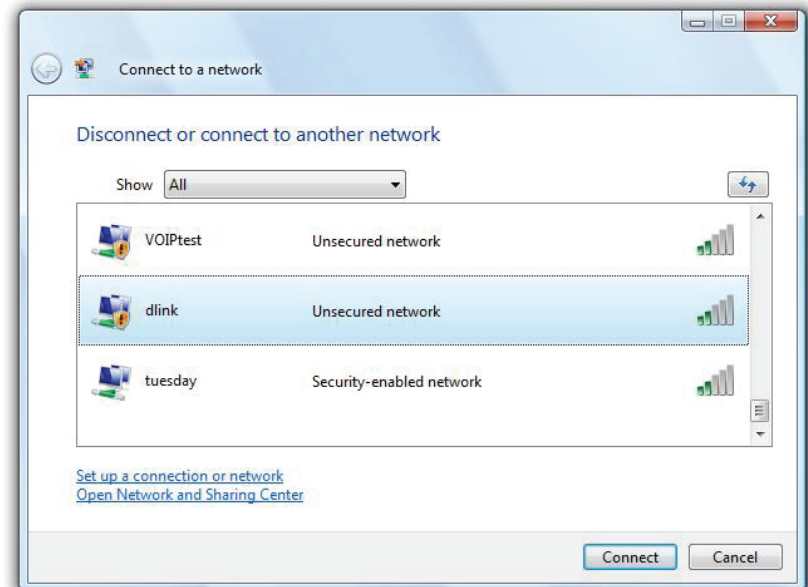 Connect to a network
Disconnect or connect to another network
Show All
VOIPtest Unsecured network
dlink Unsecured network
tuesday Security-enabled network
Set up a connection or network
Open Network and Sharing Center
Connect Cancel